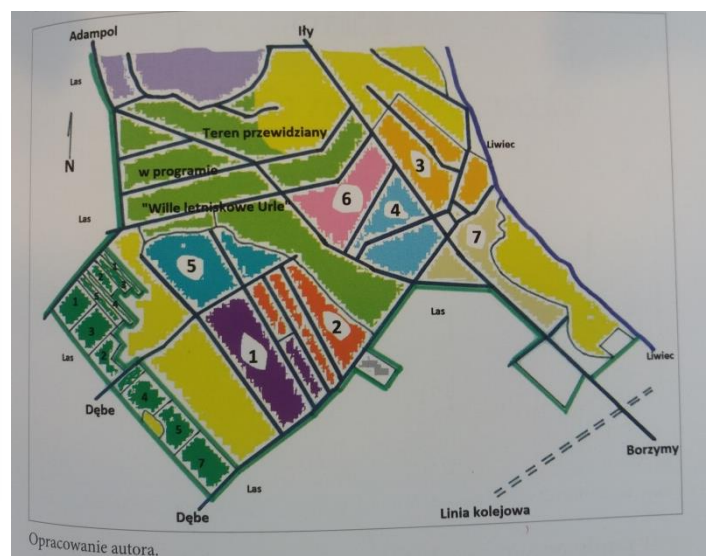 Adampol
Iły
Las
N
Teren przewidziany
w programie
"Wille letniskowe Urle"
Las
Liwiec
3
6
4
7
5
1
2
1
3
2
4
5
7
Las
Las
Dębe
Las
Dębe
Liwiec
Borzymy
Linia kolejowa
Opracowanie autora.